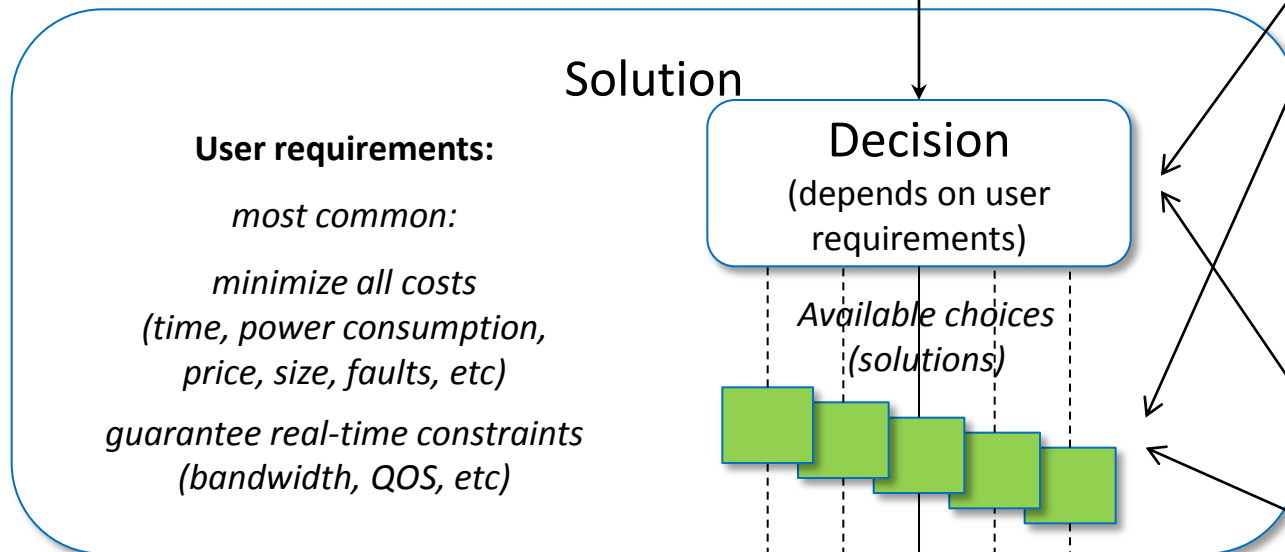 Solution
User requirements:
most common:
minimize all costs
(time, power consumption,
price, size, faults, etc)
guarantee real-time constraints
(bandwidth, QOS, etc)
Decision
(depends on user
requirements)
Available choices
(solutions)